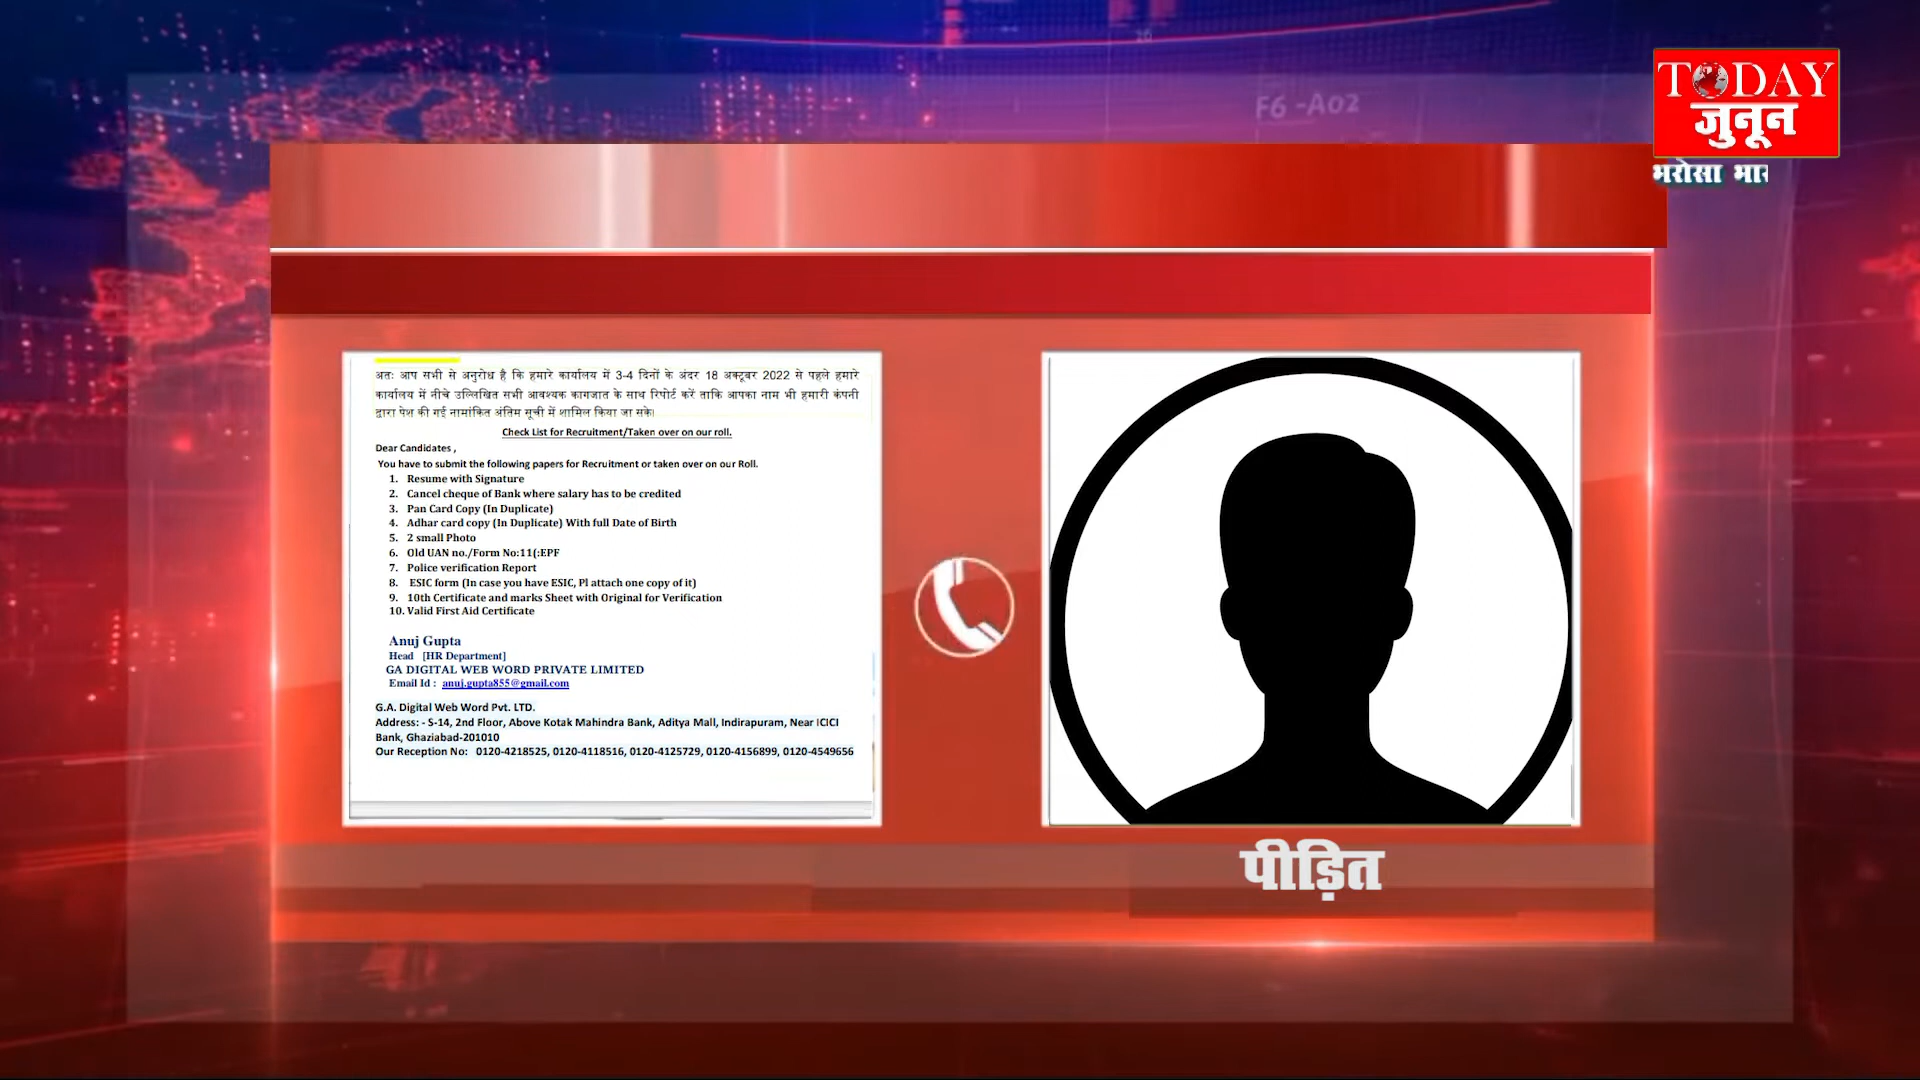 F6 -A02
TODAY
जुनून
भरोसा भार
अतः आप सभी से अनुरोध है कि हमारे कार्यालय में 3-4 दिनों के अंदर 18 अक्टूबर 2022 से पहले हमारे
कार्यालय में नीचे उल्लिखित सभी आवश्यक कागजात के साथ रिपोर्ट करें ताकि आपका नाम भी हमारी कंपनी
द्वारा पेश की गई नामांकित अंतिम सूची में शामिल किया जा सके।
Check List for Recruitment/Taken over on our roll.
Dear Candidates ,
You have to submit the following papers for Recruitment or taken over on our Roll.
1. Resume with Signature
2. Cancel cheque of Bank where salary has to be credited
3. Pan Card Copy (In Duplicate)
4. Adhar card copy (In Duplicate) With full Date of Birth
5. 2 small Photo
6. Old UAN no./Form No:11(:EPF
7. Police verification Report
8. ESIC form (In case you have ESIC, Pl attach one copy of it)
9. 10th Certificate and marks Sheet with Original for Verification
10. Valid First Aid Certificate
Anuj Gupta
Head [HR Department]
GA DIGITAL WEB WORD PRIVATE LIMITED
Email Id : anuj.gupta855@gmail.com
G.A. Digital Web Word Pvt. LTD.
Address: - S-14, 2nd Floor, Above Kotak Mahindra Bank, Aditya Mall, Indirapuram, Near ICICI
Bank, Ghaziabad-201010
Our Reception No: 0120-4218525, 0120-4118516, 0120-4125729, 0120-4156899, 0120-4549656
पीड़ित